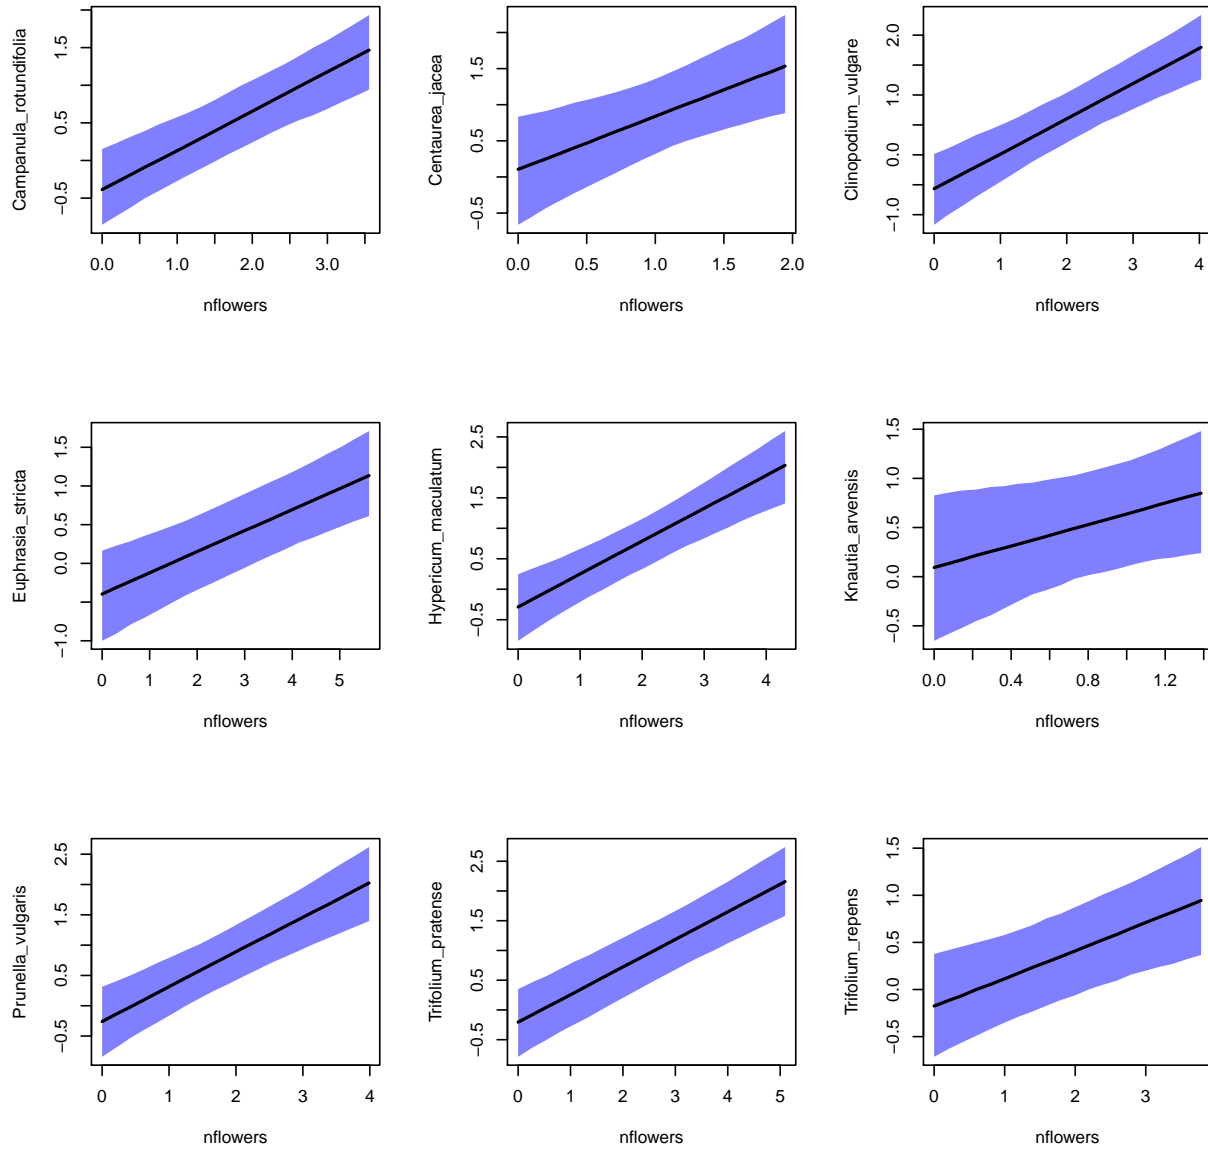 Campanula_rotundifolia
−0.5 0.5 1.5
0.0 1.0 2.0 3.0
nflowers
Centaurea_jacea
−0.5 0.5 1.5
0.0 0.5 1.0 1.5 2.0
nflowers
Clinopodium_vulgare
−1.0 0.0 1.0 2.0
0 1 2 3 4
nflowers
Euphrasia_stricta
−1.0 0.0 0.5 1.0 1.5
0 1 2 3 4 5
nflowers
Hypericum_maculatum
−0.5 0.5 1.5 2.5
0 1 2 3 4
nflowers
Knautia_arvensis
−0.5 0.0 0.5 1.0 1.5
0.0 0.4 0.8 1.2
nflowers
Prunella_vulgaris
−0.5 0.5 1.5 2.5
0 1 2 3 4
nflowers
Trifolium_pratense
−0.5 0.5 1.5 2.5
0 1 2 3 4 5
nflowers
Trifolium_repens
−0.5 0.0 0.5 1.0 1.5
0 1 2 3
nflowers